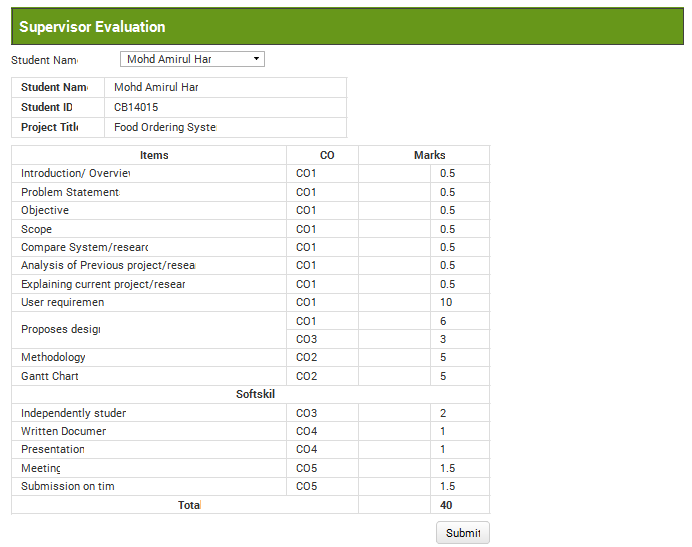 Supervisor Evaluation
Student Nam Mohd Amirul Har
Student Nam Mohd Amirul Har
Student ID CB14015
Project Titl Food Ordering Syste
Items CO Marks
Introduction/ Overvie CO1 0.5
Problem Statement CO1 0.5
Objective CO1 0.5
Scope CO1 0.5
Compare System/researc CO1 0.5
Analysis of Previous project/resea CO1 0.5
Explaining current project/resear CO1 0.5
User requiremen CO1 10
Proposes desig CO1 6
CO3 3
Methodology CO2 5
Gantt Chart CO2 5
Softskil
Independently studer CO3 2
Written Documer CO4 1
Presentation CO4 1
Meeting CO5 1.5
Submission on tim CO5 1.5
Total 40
Submit